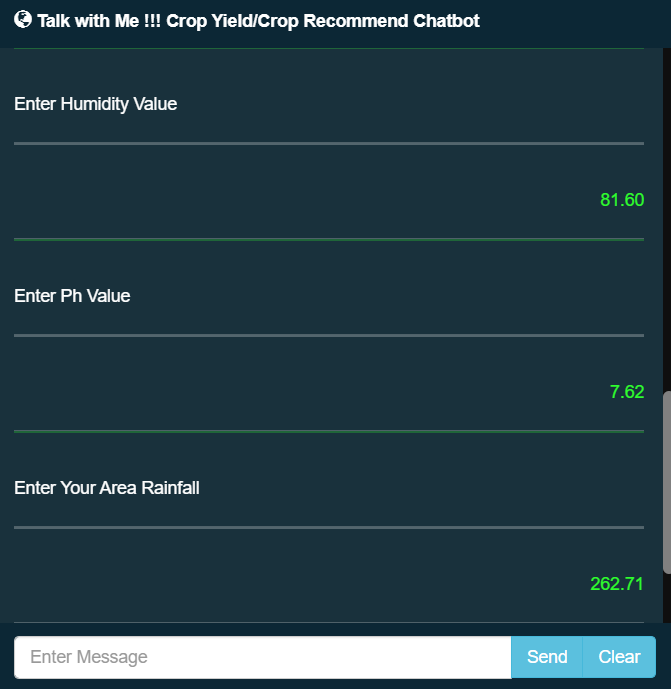 Talk with Me !!! Crop Yield/Crop Recommend Chatbot
Enter Humidity Value
81.60
Enter Ph Value
7.62
Enter Your Area Rainfall
262.71
Enter Message
Send
Clear